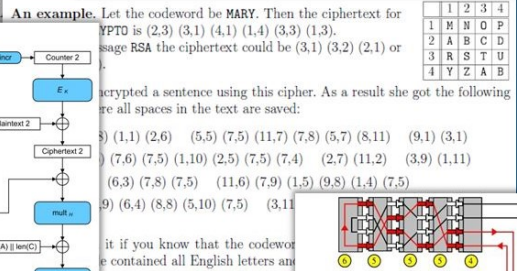 An example. Let the codeword be MARY. Then the ciphertext for
YPTO is (2,3) (3,1) (4,1) (1,4) (3,3) (1,3).
ssage RSA the ciphertext could be (3,1) (3,2) (2,1) or
1 2 3 4
1 M N O P
2 A B C D
3 R S T U
4 Y Z A B
incr
Counter 2
E K
laintext 2
Ciphertext 2
mult H
A) || len(C)
ncrypted a sentence using this cipher. As a result she got the following
re all spaces in the text are saved:
(1,1) (2,6) (5,5) (7,5) (11,7) (7,8) (5,7) (8,11) (9,1) (3,1)
(7,6) (7,5) (1,10) (2,5) (7,5) (7,4) (2,7) (11,2) (3,9) (1,11)
(6,3) (7,8) (7,5) (11,6) (7,9) (1,5) (9,8) (1,4) (7,5)
,9) (6,4) (8,8) (5,10) (7,5) (3,11
it if you know that the codewor
e contained all English letters and
6 5 5 5 4